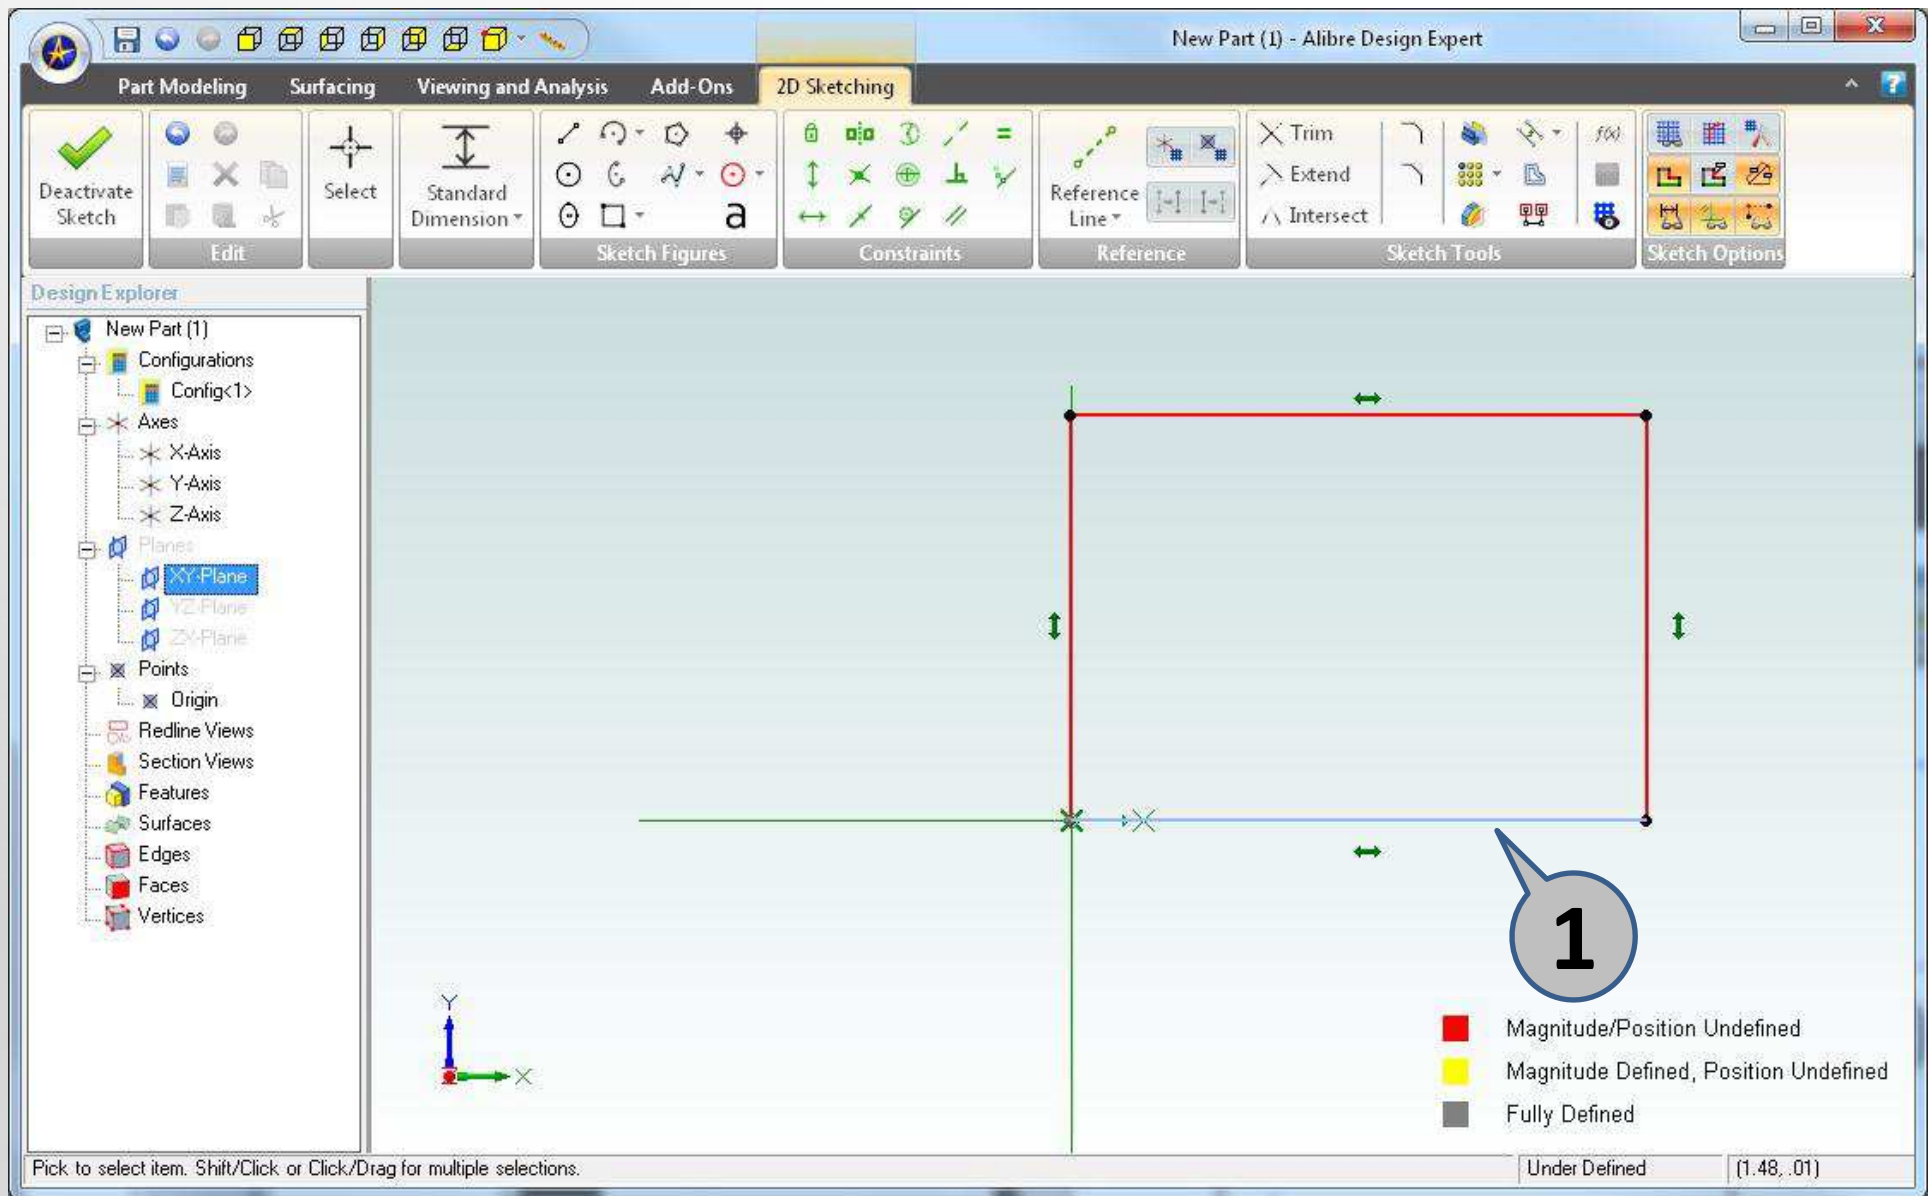 New Part (1) - Alibre Design Expert
Part Modeling Surfacing Viewing and Analysis Add-Ons 2D Sketching
Deactivate
Sketch
Edit
Select
Standard
Dimension
a
Sketch Figures
Constraints
Reference
Line
Reference
Trim
Extend
Intersect
f(x)
Sketch Tools
Sketch Options
Design Explorer
New Part (1)
Configurations
Config<1>
Axes
X-Axis
Y-Axis
Z-Axis
Planes
XY-Plane
YZ-Plane
ZX-Plane
Points
Origin
Redline Views
Section Views
Features
Surfaces
Edges
Faces
Vertices
1
Y
X
Magnitude/Position Undefined
Magnitude Defined, Position Undefined
Fully Defined
Pick to select item. Shift/Click or Click/Drag for multiple selections.
Under Defined
(1.48, .01)